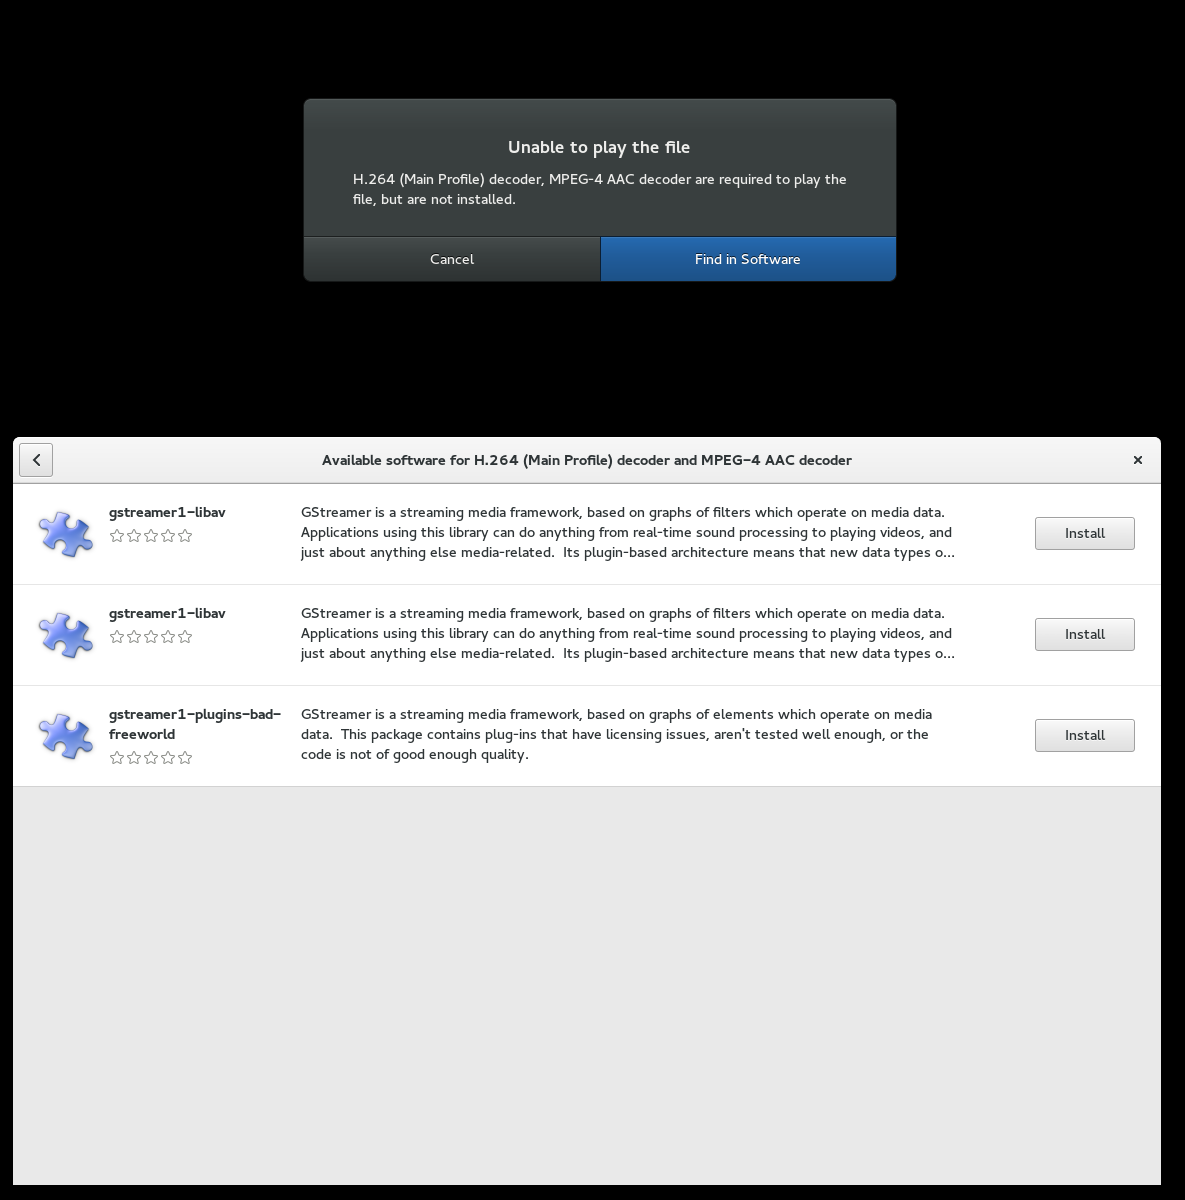 Unable to play the file
H.264 (Main Profile) decoder, MPEG-4 AAC decoder are required to play the
file, but are not installed.
Cancel
Find in Software
Available software for H.264 (Main Profile) decoder and MPEG-4 AAC decoder
gstreamer1-libav
GStreamer is a streaming media framework, based on graphs of filters which operate on media data.
Applications using this library can do anything from real-time sound processing to playing videos, and
just about anything else media-related.  Its plugin-based architecture means that new data types o...
Install
gstreamer1-libav
GStreamer is a streaming media framework, based on graphs of filters which operate on media data.
Applications using this library can do anything from real-time sound processing to playing videos, and
just about anything else media-related.  Its plugin-based architecture means that new data types o...
Install
gstreamer1-plugins-bad-
freeworld
GStreamer is a streaming media framework, based on graphs of elements which operate on media
data.  This package contains plug-ins that have licensing issues, aren't tested well enough, or the
code is not of good enough quality.
Install